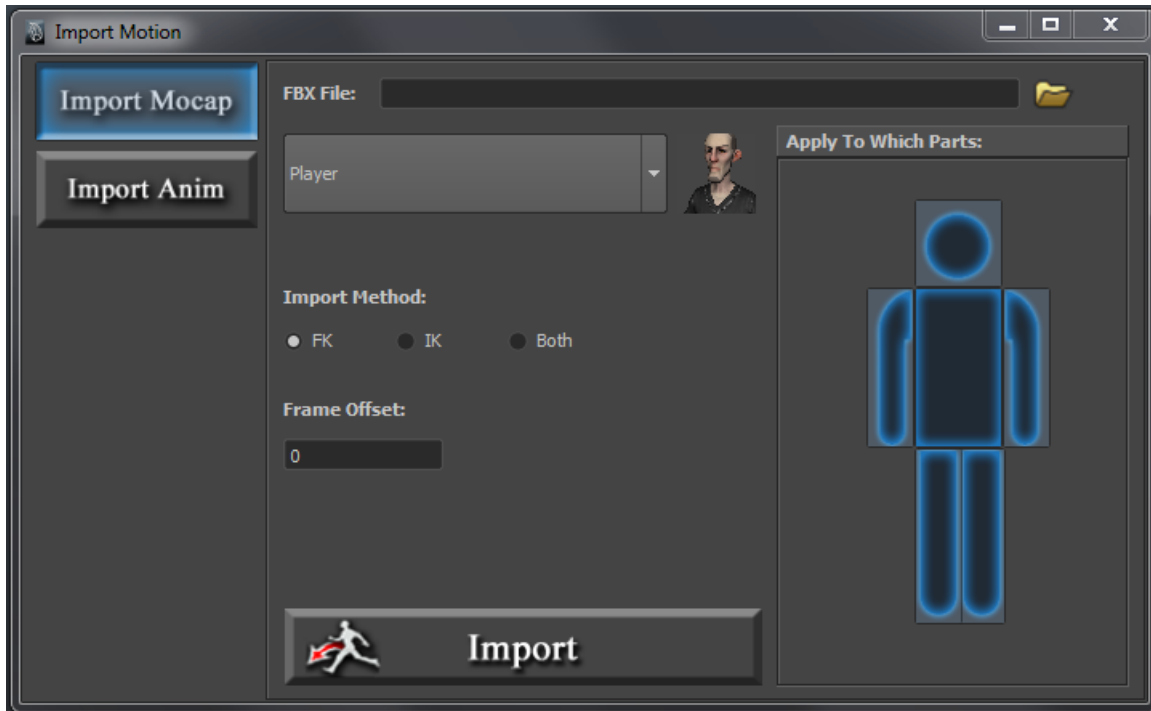 Import Motion
Import Mocap
Import Anim
FBX File:
Player
Import Method:
FK
IK
Both
Frame Offset:
0
Import
Apply To Which Parts: